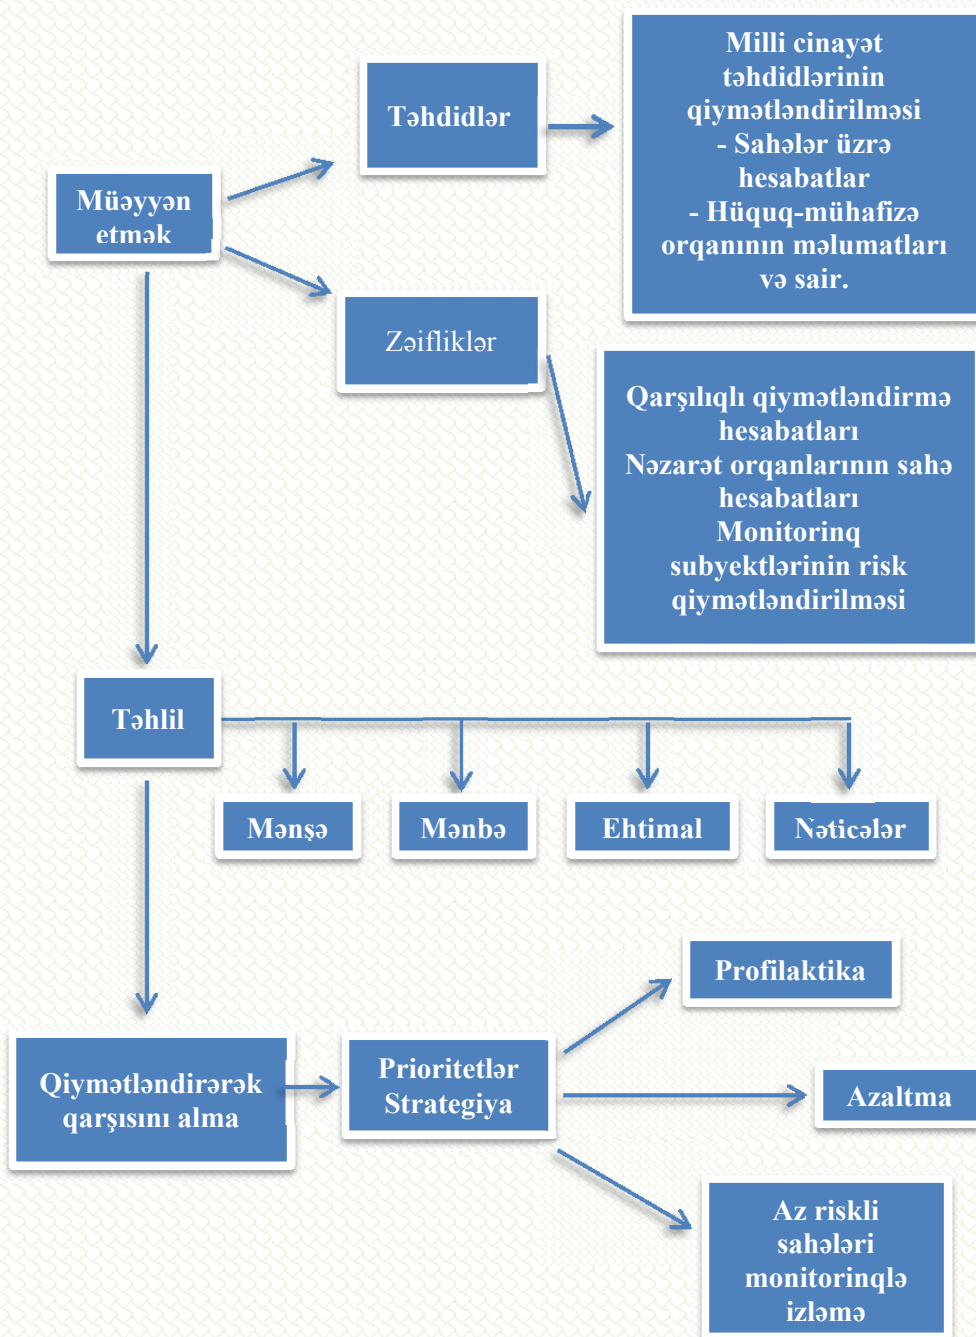 Milli cinayət
təhdidlərinin
qiymətləndirilməsi
- Sahələr üzrə
hesabatlar
- Hüquq-mühafizə
orqanının məlumatları
və sair.
Təhdidlər
Müəyyən
etmək
Zəifliklər
Qarşılıqlı qiymətləndirmə
hesabatları
Nəzarət orqanlarının sahə
hesabatları
Monitorinq
subyektlərinin risk
qiymətləndirilməsi
Təhlil
Mənşə
Mənbə
Ehtimal
Nəticələr
Profilaktika
Qiymətləndirərək
qarşısını alma
Prioritetlər
Strategiya
Azaltma
Az riskli
sahələri
monitorinqlə
izləmə